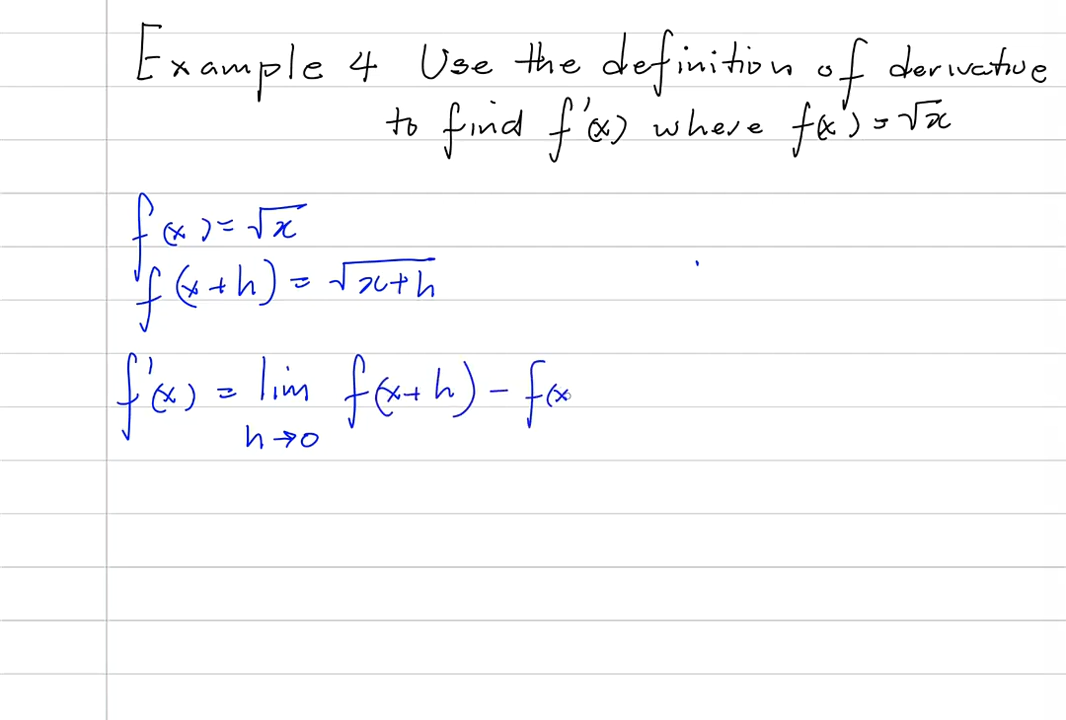 Example 4 Use the definition of derivative
to find f'(x) where f(x) = √x
f(x) = √x
f(x+h) = √x+h
f'(x) = lim f(x+h) - f(x
h→0